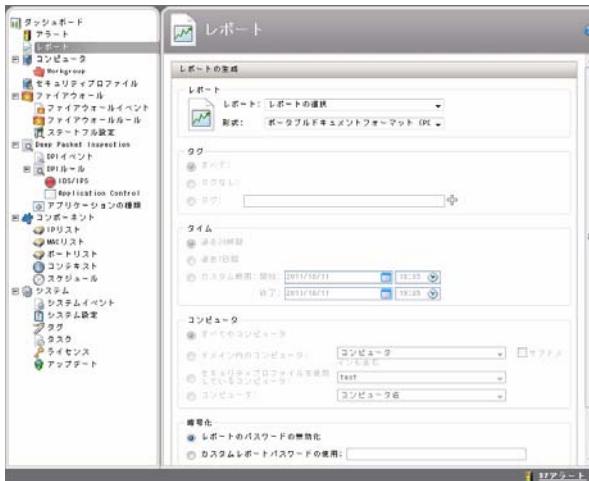 ダッシュボード
アラート
レポート
コンピュータ
Workgroup
セキュリティプロファイル
ファイアウォール
ファイアウォールイベント
ファイアウォールルール
ステートフル設定
Deep Packet Inspection
DPIイベント
DPIルール
IDS/IPS
Application Control
アプリケーションの種類
コンポーネント
IPリスト
MACリスト
ポートリスト
コンテキスト
スケジュール
システム
システムイベント
システム設定
タグ
タスク
ライセンス
アップデート
レポート
レポートの生成
レポート
レポート: レポートの選択
形式: ポータブルドキュメントフォーマット (PD
タグ
すべて:
タグなし:
タグ:
タイム
過去24時間
過去7日間
カスタム範囲: 開始: 2011/10/11
終了: 2011/10/11
コンピュータ
すべてのコンピュータ
ドメイン内のコンピュータ: コンピュータ サブドメ
インを含む
セキュリティプロファイルを使用
しているコンピュータ: test
コンピュータ: コンピュータ名
暗号化
レポートのパスワードの無効化
カスタムレポートパスワードの使用:
アラート